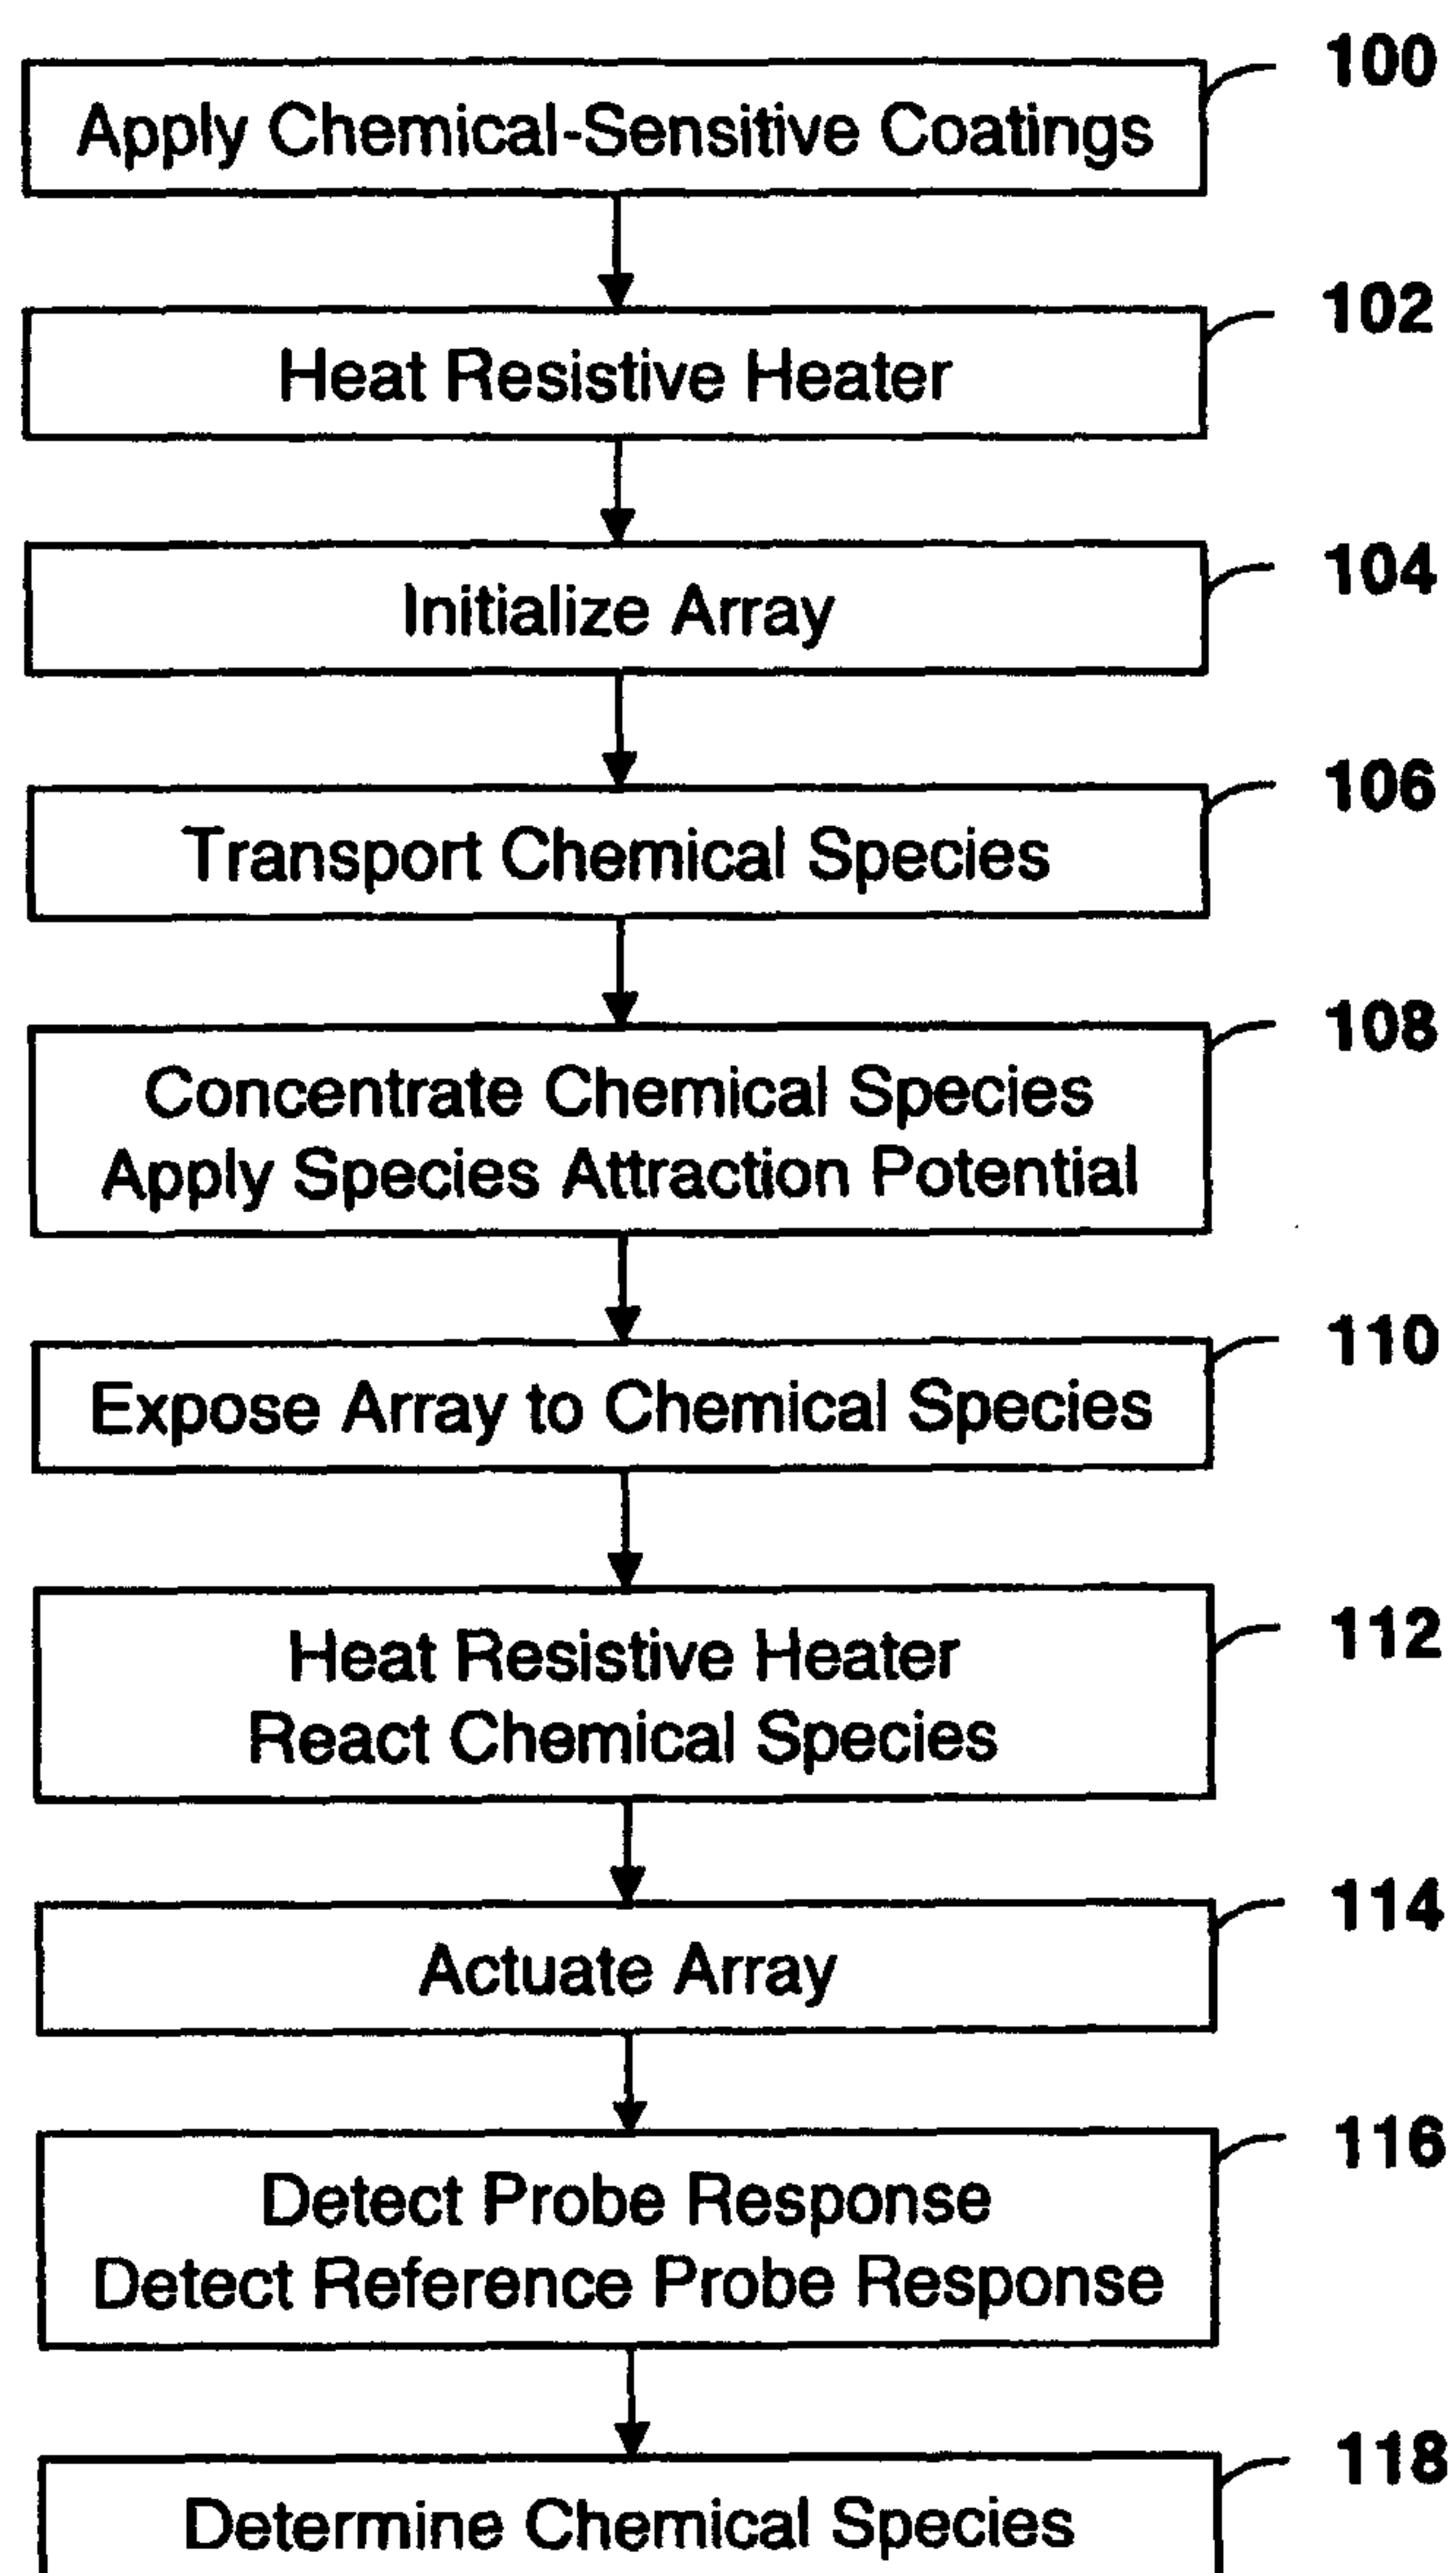 100
Apply Chemical-Sensitive Coatings
102
Heat Resistive Heater
104
Initialize Array
106
Transport Chemical Species
108
Concentrate Chemical Species
Apply Species Attraction Potential
110
Expose Array to Chemical Species
112
Heat Resistive Heater
React Chemical Species
114
Actuate Array
116
Detect Probe Response
Detect Reference Probe Response
118
Determine Chemical Species